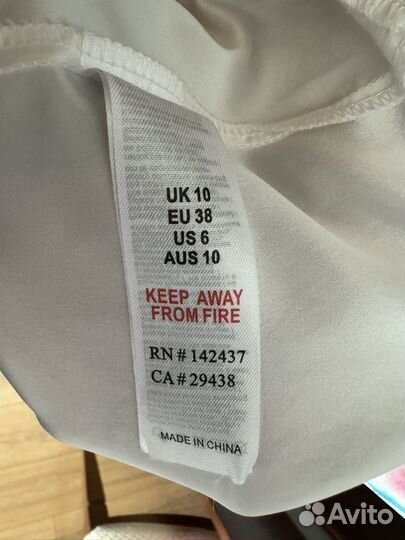 UK 10
EU 38
US 6
AUS 10
KEEP AWAY
FROM FIRE
RN # 142437
CA # 29438
MADE IN CHINA
Avito